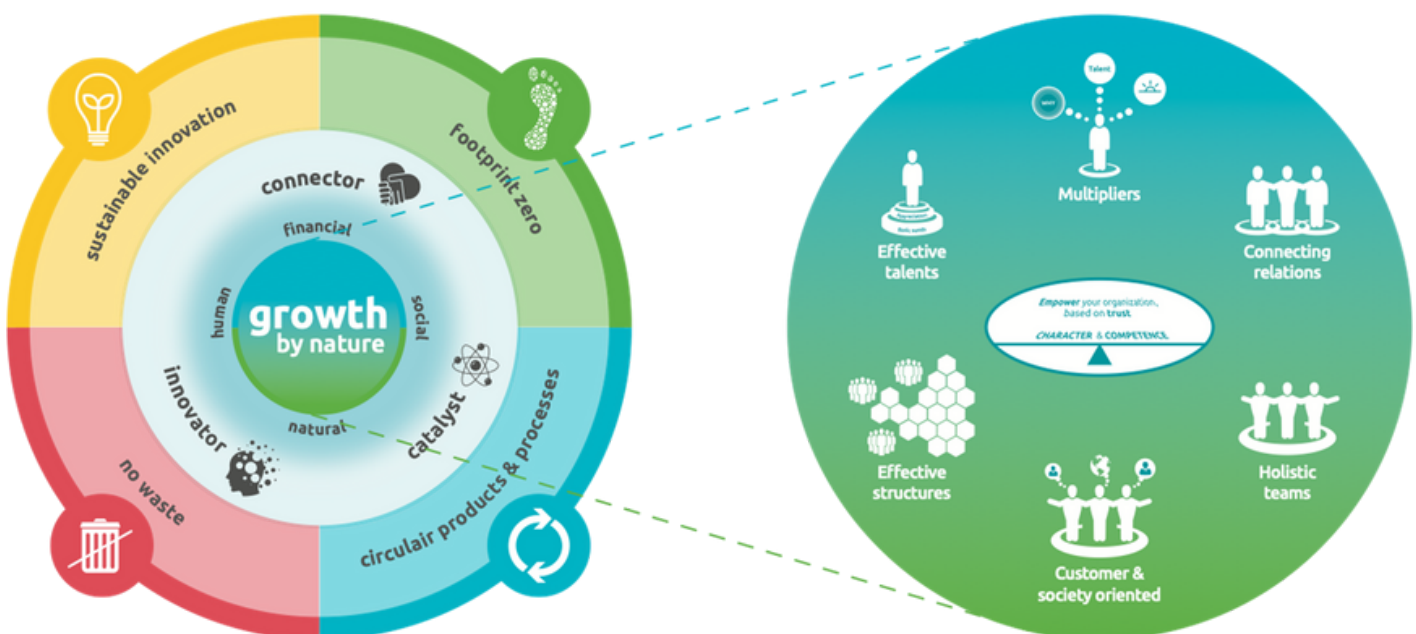 sustainable innovation
footprint zero
connector
financial
human
social
growth
by nature
natural
innovator
catalyst
no waste
circulair products & processes
Talent
WHY
Multipliers
Effective
talents
Connecting
relations
Empower your organization,
based on trust
CHARACTER & COMPETENCE
Effective
structures
Holistic
teams
Customer &
society oriented